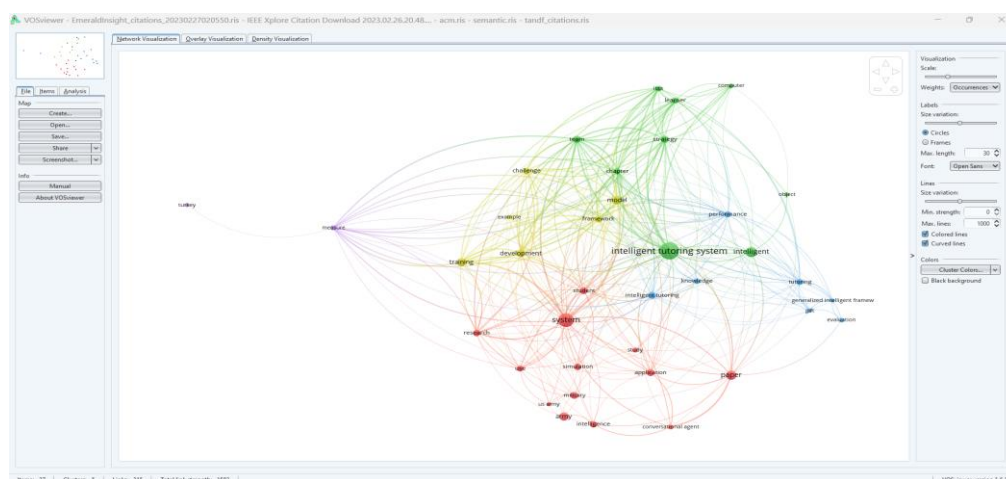 VOSviewer - EmeraldInsight_citations_20230227020550.ris - IEEE Xplore Citation Download 2023.02.26.20.48.... - acm.ris - semantic.ris - tandf_citations.ris
Network Visualization Overlay Visualization Density Visualization
File Items Analysis
Map
Create...
Open...
Save...
Share
Screenshot...
Info
Manual
About VOSviewer
computer
learner
team
strategy
challenge
chapter
model
object
turkey
example
framework
performance
measure
development
intelligent tutoring system
intelligent
training
knowledge
tutoring
intelligent tutoring
generalized intelligent framew
system
evaluation
research
study
simulation
application
paper
military
us army
army
intelligence
conversational agent
Visualization
Scale:
Weights: Occurrences
Labels
Size variation:
Circles
Frames
Max. length: 30
Font: Open Sans
Lines
Size variation:
Min. strength: 0
Max. lines: 1000
Colored lines
Curved lines
Colors
Cluster Colors...
Black background